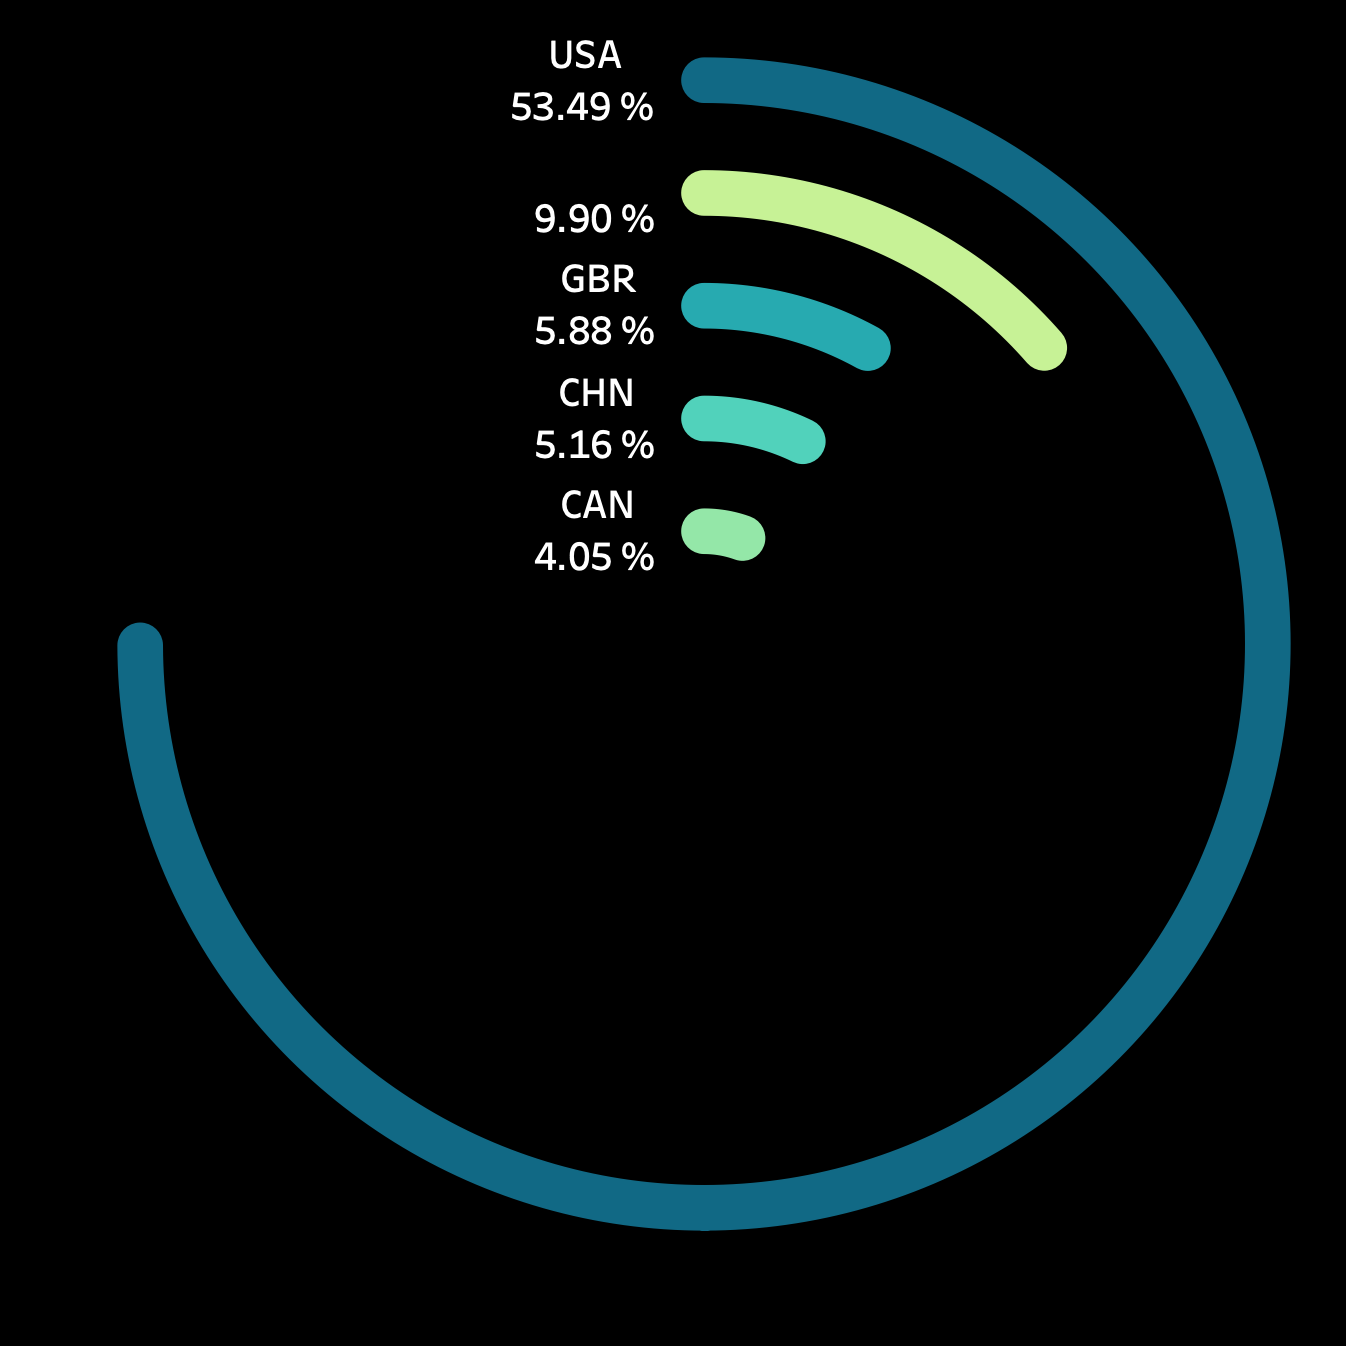 USA
53.49 %
9.90 %
GBR
5.88 %
CHN
5.16 %
CAN
4.05 %